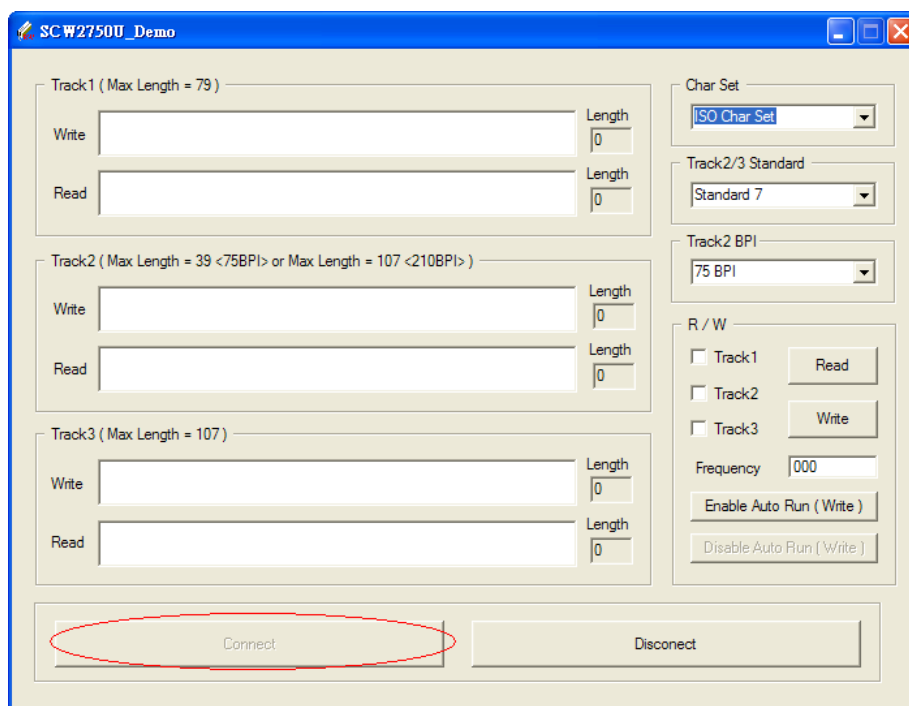 SCW2750U_Demo
Track1 ( Max Length = 79 )
Write
Length
0
Read
Length
0
Track2 ( Max Length = 39 <75BPI> or Max Length = 107 <210BPI> )
Write
Length
0
Read
Length
0
Track3 ( Max Length = 107 )
Write
Length
0
Read
Length
0
Char Set
ISO Char Set
Track2/3 Standard
Standard 7
Track2 BPI
75 BPI
R / W
Track1
Read
Track2
Track3
Write
Frequency
000
Enable Auto Run ( Write )
Disable Auto Run ( Write )
Connect
Disconect